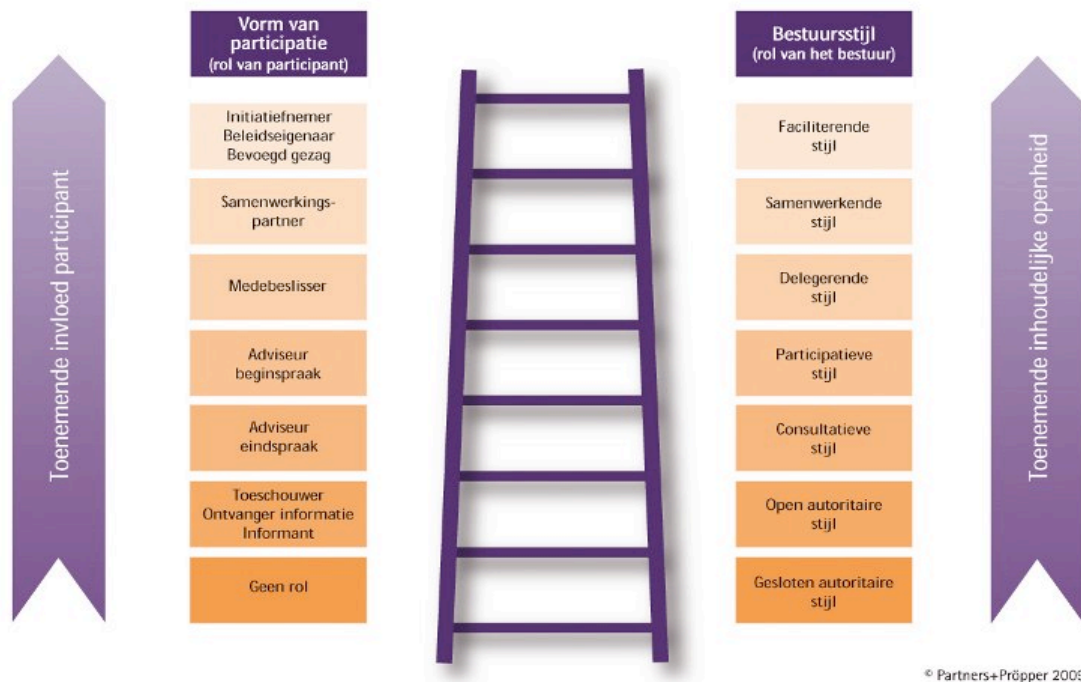 Vorm van
participatie
(rol van participant)
Bestuursstijl
(rol van het bestuur)
Toenemende invloed participant
Initiatiefnemer
Beleidseigenaar
Bevoegd gezag
Faciliterende
stijl
Samenwerkings-
partner
Samenwerkende
stijl
Medebeslisser
Delegerende
stijl
Adviseur
beginspraak
Participatieve
stijl
Adviseur
eindspraak
Consultatieve
stijl
Toeschouwer
Ontvanger informatie
Informant
Open autoritaire
stijl
Geen rol
Gesloten autoritaire
stijl
Toenemende inhoudelijke openheid
© Partners+Pröpper 2009